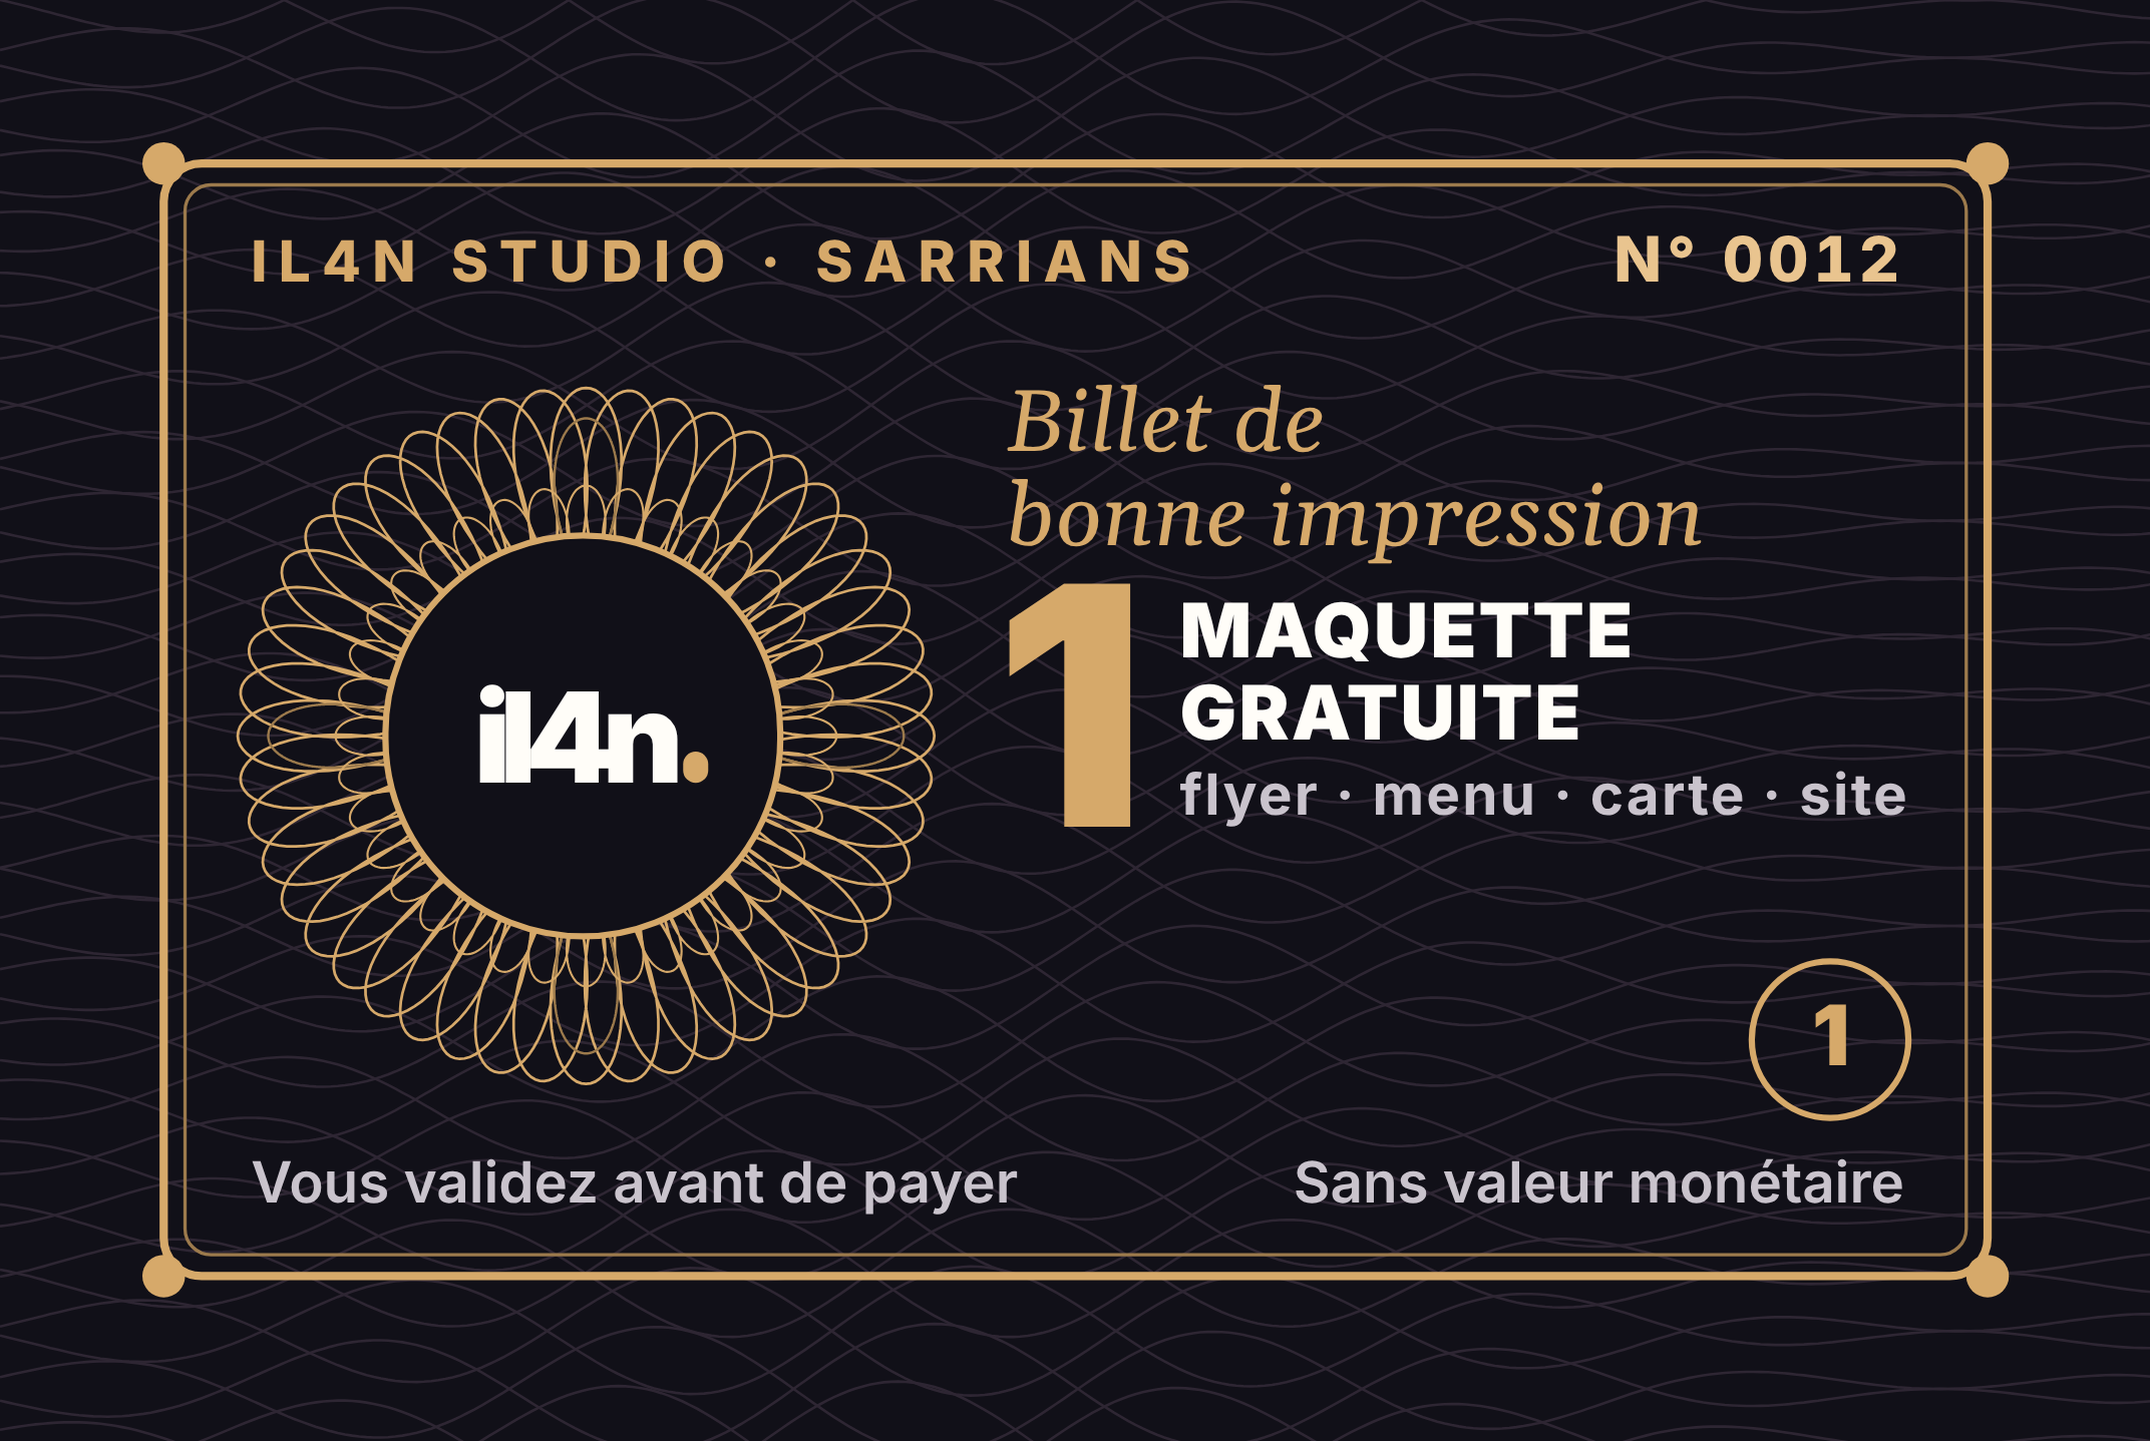 IL4N STUDIO · SARRIANS
N° 0012
Billet de
bonne impression
1
MAQUETTE
GRATUITE
flyer · menu · carte · site
il4n.
1
Vous validez avant de payer
Sans valeur monétaire